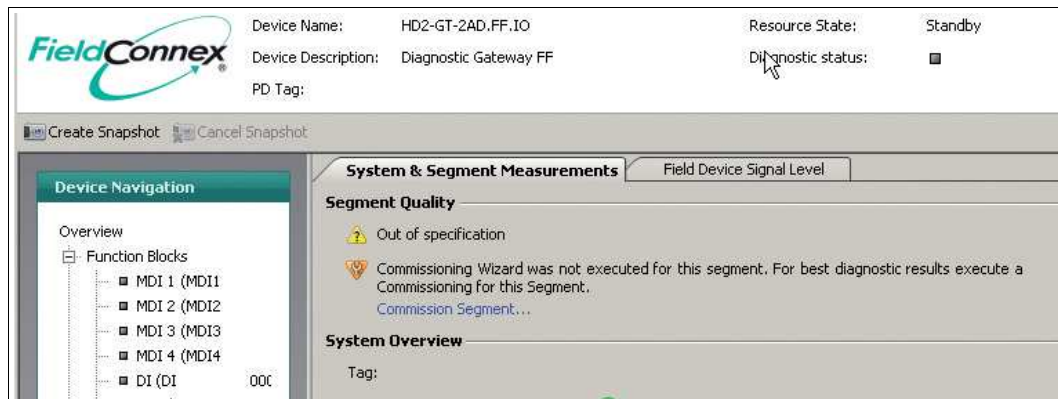 FieldConnex®
Device Name: HD2-GT-2AD.FF.IO Resource State: Standby
Device Description: Diagnostic Gateway FF Diagnostic status:
PD Tag:
Create Snapshot Cancel Snapshot
Device Navigation
Overview
Function Blocks
MDI 1 (MDI1
MDI 2 (MDI2
MDI 3 (MDI3
MDI 4 (MDI4
DI (DI 000
System & Segment Measurements Field Device Signal Level
Segment Quality
Out of specification
Commissioning Wizard was not executed for this segment. For best diagnostic results execute a
Commissioning for this Segment.
Commission Segment...
System Overview
Tag: